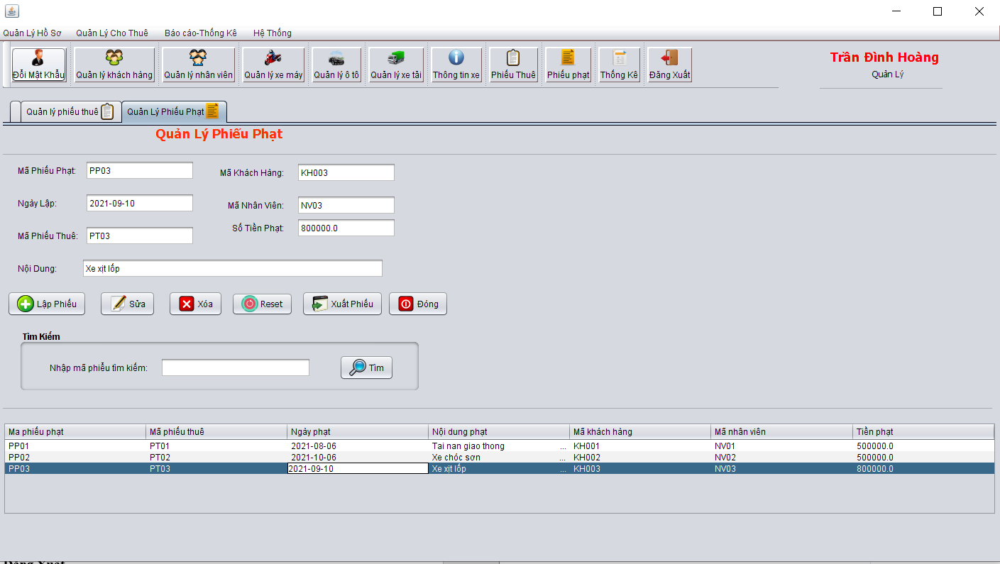 Quản Lý Hồ Sơ Quản Lý Cho Thuê Báo cáo-Thống Kê Hệ Thống
Đổi Mật Khẩu Quản lý khách hàng Quản lý nhân viên Quản lý xe máy Quản lý ô tô Quản lý xe tải Thông tin xe Phiếu Thuê Phiếu phạt Thống Kê Đăng Xuất
Trần Đình Hoàng
Quản Lý
Quản lý phiếu thuê Quản Lý Phiếu Phạt
Quản Lý Phiếu Phạt
Mã Phiếu Phạt: PP03 Mã Khách Hàng: KH003
Ngày Lập: 2021-09-10 Mã Nhân Viên: NV03
Số Tiền Phạt: 800000.0
Mã Phiếu Thuê: PT03
Nội Dung: Xe xịt lốp
Lập Phiếu Sửa Xóa Reset Xuất Phiếu Đóng
Tìm Kiếm
Nhập mã phiếu tìm kiếm: Tìm
Ma phiếu phạt Mã phiếu thuê Ngày phạt Nội dung phạt Mã khách hàng Mã nhân viên Tiền phạt
PP01 PT01 2021-08-06 Tai nan giao thong ... KH001 NV01 500000.0
PP02 PT02 2021-10-06 Xe chóc sơn ... KH002 NV02 500000.0
PP03 PT03 2021-09-10 Xe xịt lốp ... KH003 NV03 800000.0